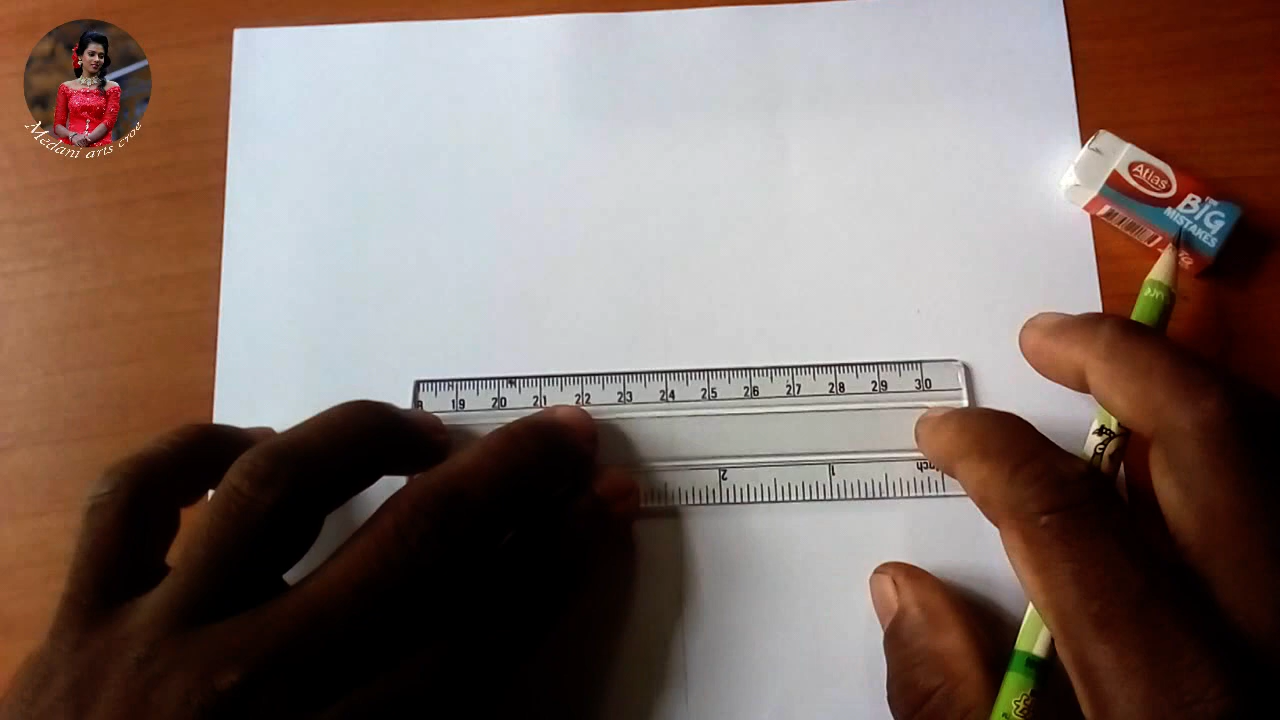 Medani arts croe
Atlas
I'M
BIG
MISTAKES
19 20 21 22 23 24 25 26 27 28 29 30
2 1 Inch